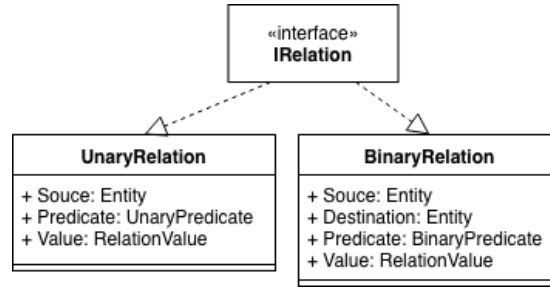 «interface»
IRelation
UnaryRelation
+ Souce: Entity
+ Predicate: UnaryPredicate
+ Value: RelationValue
BinaryRelation
+ Souce: Entity
+ Destination: Entity
+ Predicate: BinaryPredicate
+ Value: RelationValue